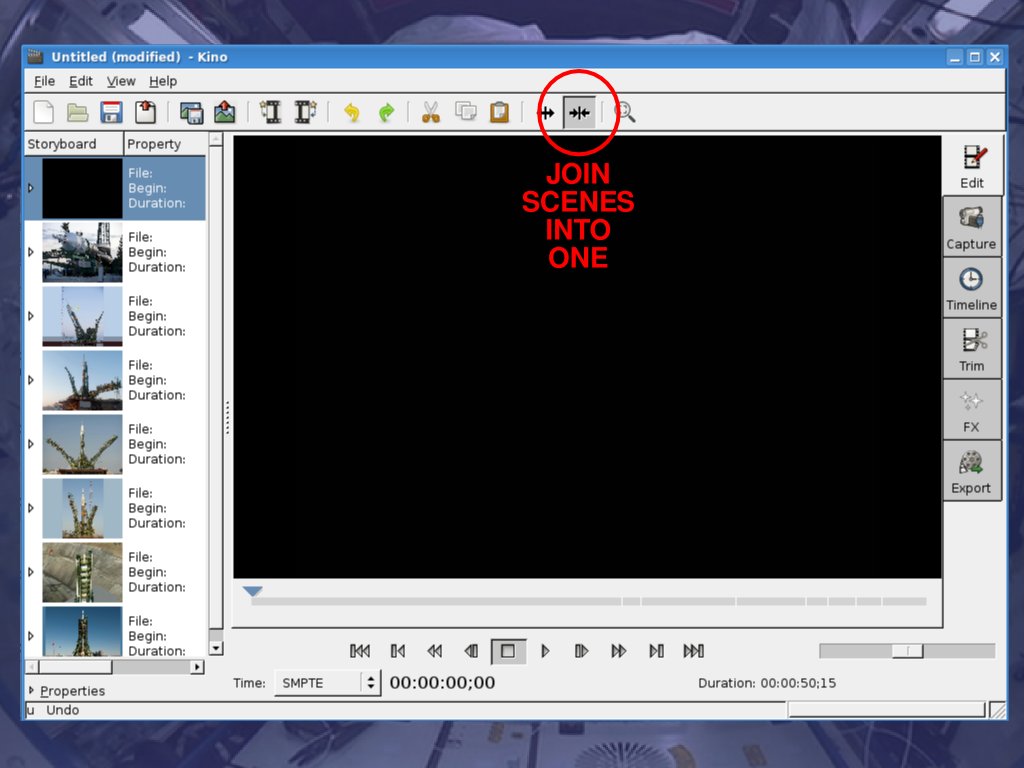 Untitled (modified) - Kino
File Edit View Help
Storyboard Property
JOIN
SCENES
INTO
ONE
File:
Begin:
Duration:
File:
Begin:
Duration:
File:
Begin:
Duration:
File:
Begin:
Duration:
File:
Begin:
Duration:
File:
Begin:
Duration:
File:
Begin:
Duration:
File:
Begin:
Duration:
Edit
Capture
Timeline
Trim
FX
Export
Time: SMPTE 00:00:00;00 Duration: 00:00:50;15
Properties
u Undo